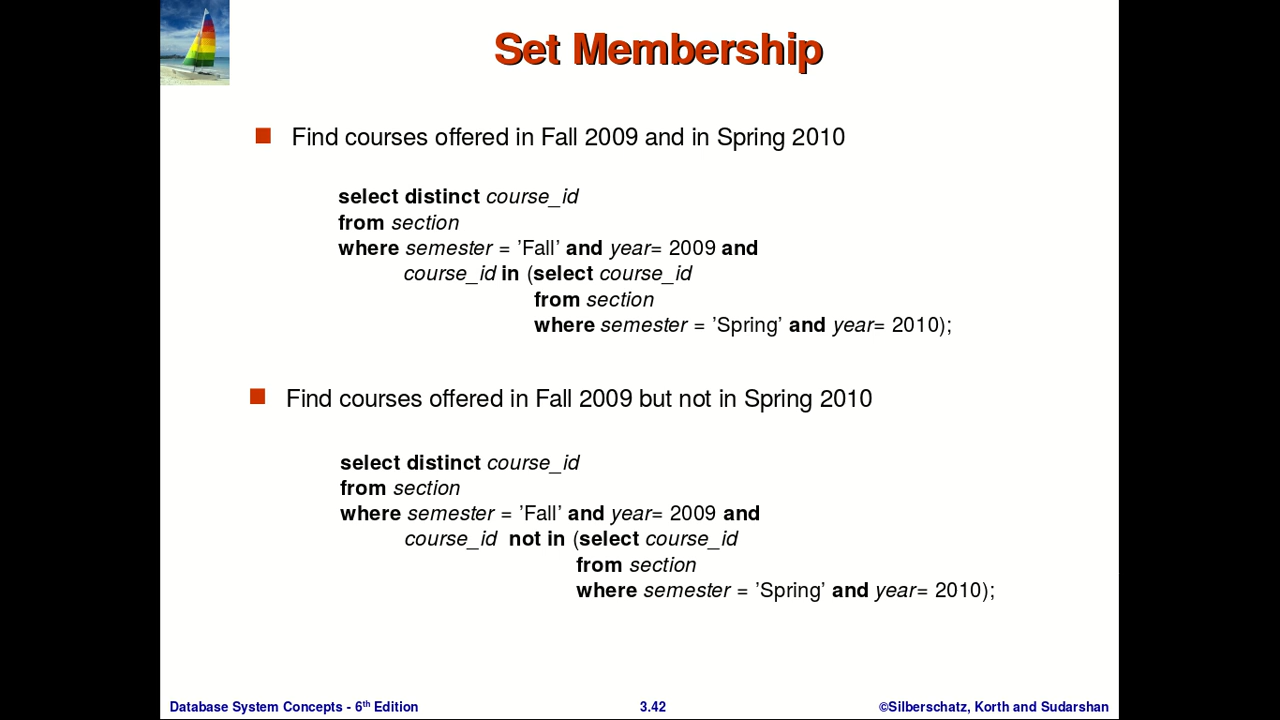 Set Membership
Find courses offered in Fall 2009 and in Spring 2010
select distinct course_id
from section
where semester = ’Fall’ and year= 2009 and
course_id in (select course_id
from section
where semester = ’Spring’ and year= 2010);
Find courses offered in Fall 2009 but not in Spring 2010
select distinct course_id
from section
where semester = ’Fall’ and year= 2009 and
course_id  not in (select course_id
from section
where semester = ’Spring’ and year= 2010);
Database System Concepts - 6th Edition 3.42 ©Silberschatz, Korth and Sudarshan